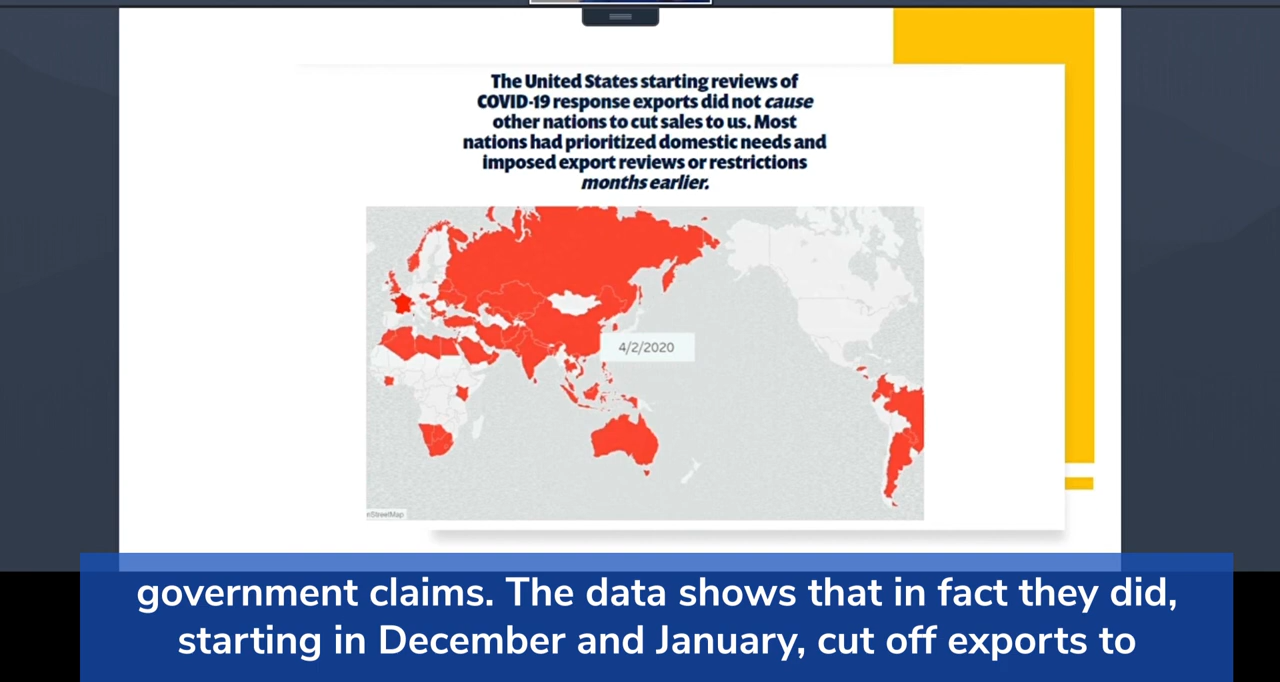 The United States starting reviews of
COVID-19 response exports did not cause
other nations to cut sales to us. Most
nations had prioritized domestic needs and
imposed export reviews or restrictions
months earlier.
4/2/2020
nStreetMap
government claims. The data shows that in fact they did,
starting in December and January, cut off exports to